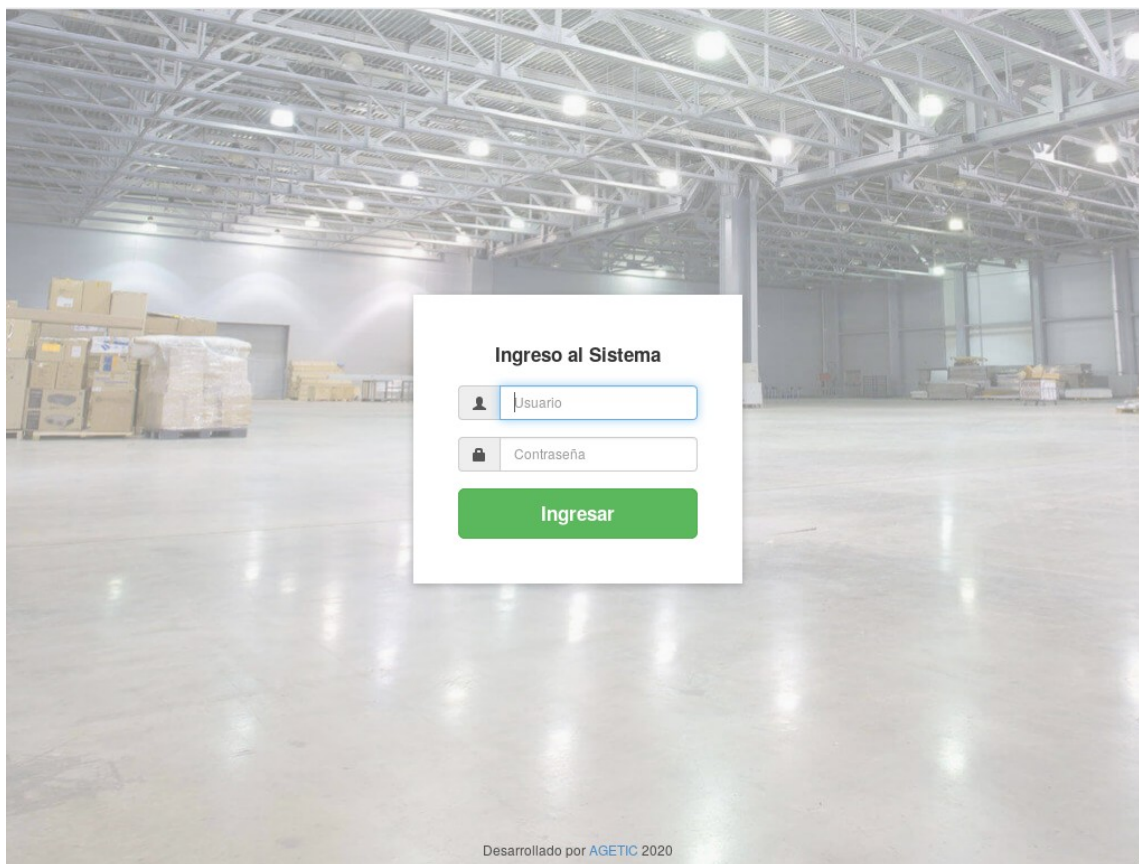 Ingreso al Sistema
Usuario
Contraseña
Ingresar
Desarrollado por AGETIC 2020